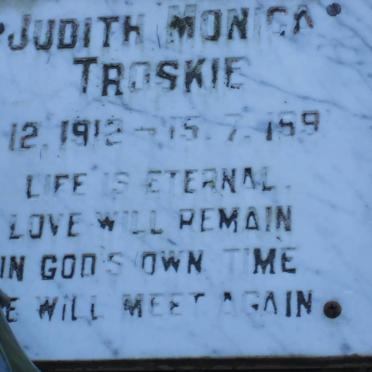 JUDITH MONICA
TROSKIE
12.1912 – 15.7.
LIFE IS ETERNAL
LOVE WILL REMAIN
IN GOD'S OWN TIME
WE WILL MEET AGAIN